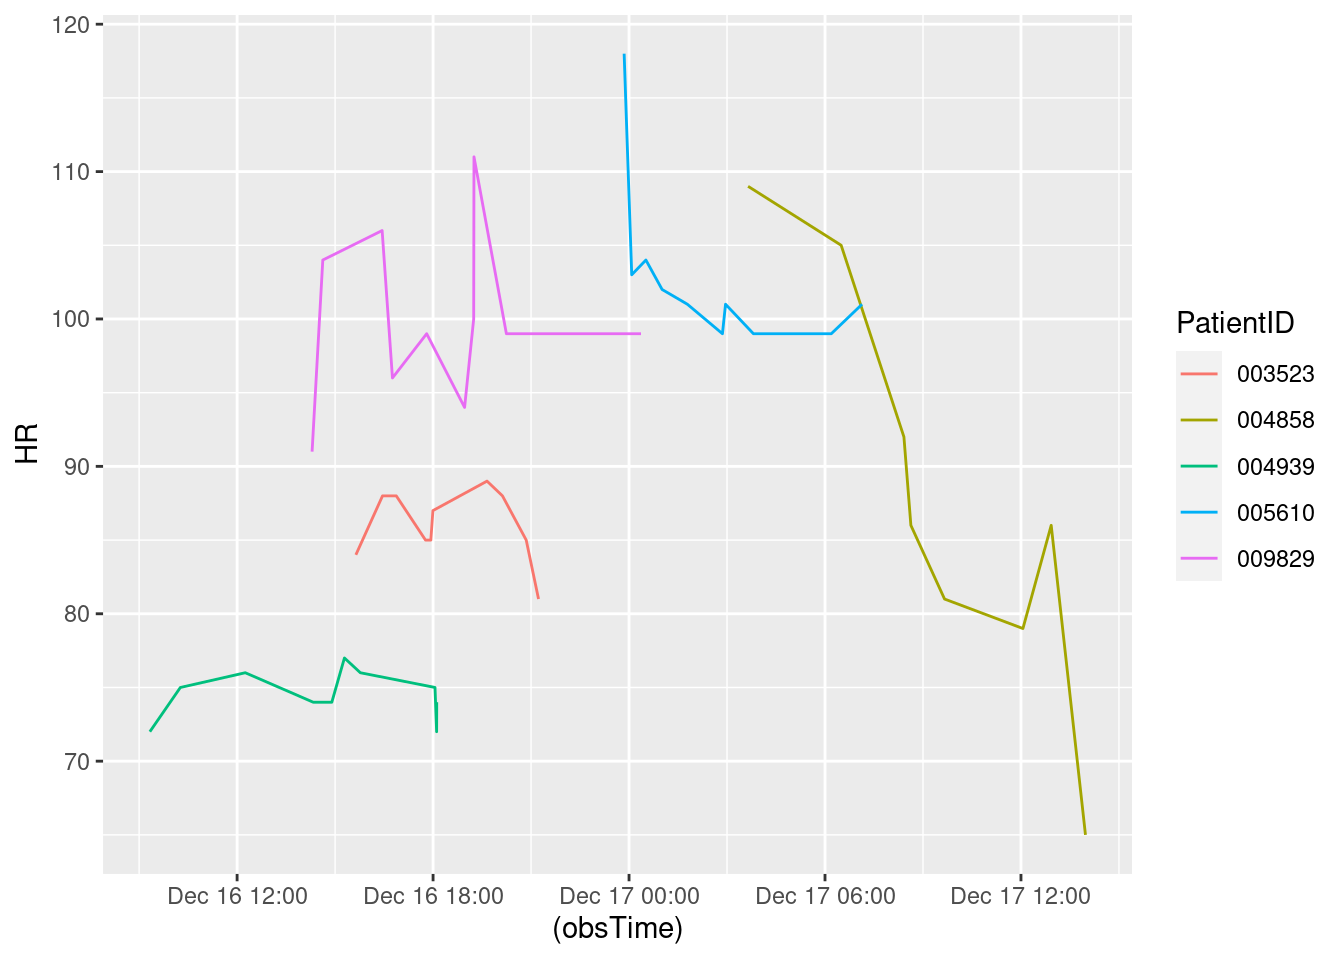 120
110
100
90
80
70
HR
Dec 16 12:00
Dec 16 18:00
Dec 17 00:00
Dec 17 06:00
Dec 17 12:00
(obsTime)
PatientID
003523
004858
004939
005610
009829